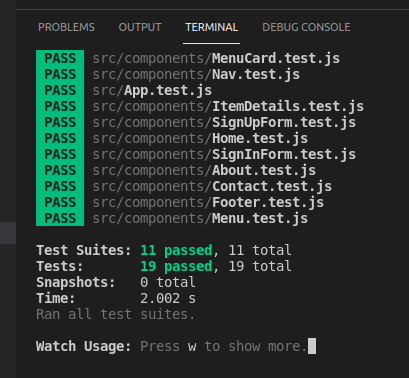 PROBLEMS OUTPUT TERMINAL DEBUG CONSOLE
PASS src/components/MenuCard.test.js
PASS src/components/Nav.test.js
PASS src/App.test.js
PASS src/components/ItemDetails.test.js
PASS src/components/SignUpForm.test.js
PASS src/components/Home.test.js
PASS src/components/SignInForm.test.js
PASS src/components/About.test.js
PASS src/components/Contact.test.js
PASS src/components/Footer.test.js
PASS src/components/Menu.test.js
Test Suites: 11 passed, 11 total
Tests: 19 passed, 19 total
Snapshots: 0 total
Time: 2.002 s
Ran all test suites.
Watch Usage: Press w to show more.